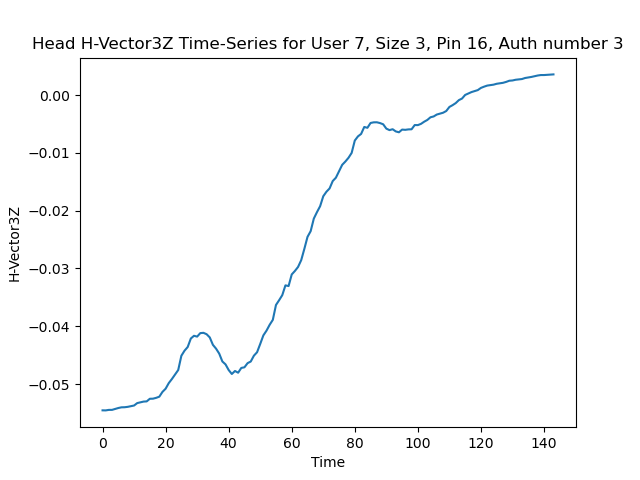 Head H-Vector3Z Time-Series for User 7, Size 3, Pin 16, Auth number 3
0.00
−0.01
−0.02
−0.03
−0.04
−0.05
H-Vector3Z
0 20 40 60 80 100 120 140
Time